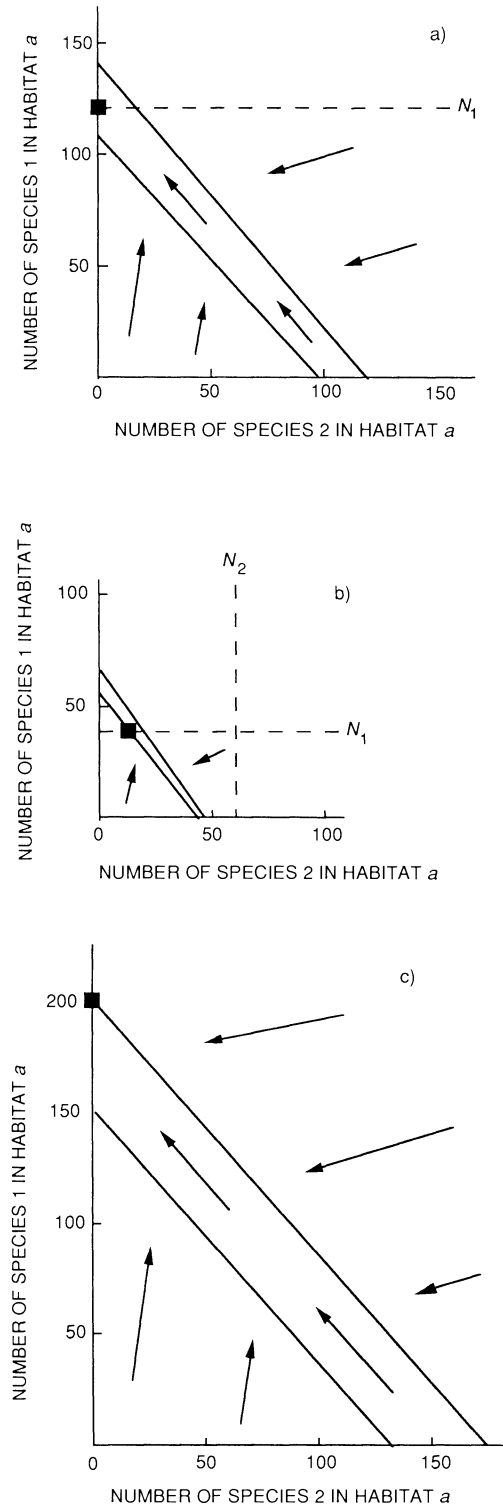 a)
NUMBER OF SPECIES 1 IN HABITAT a
150
100
50
N1
0 50 100 150
NUMBER OF SPECIES 2 IN HABITAT a
b)
NUMBER OF SPECIES 1 IN HABITAT a
N2
100
50
N1
0 50 100
NUMBER OF SPECIES 2 IN HABITAT a
c)
NUMBER OF SPECIES 1 IN HABITAT a
200
150
100
50
0 50 100 150
NUMBER OF SPECIES 2 IN HABITAT a